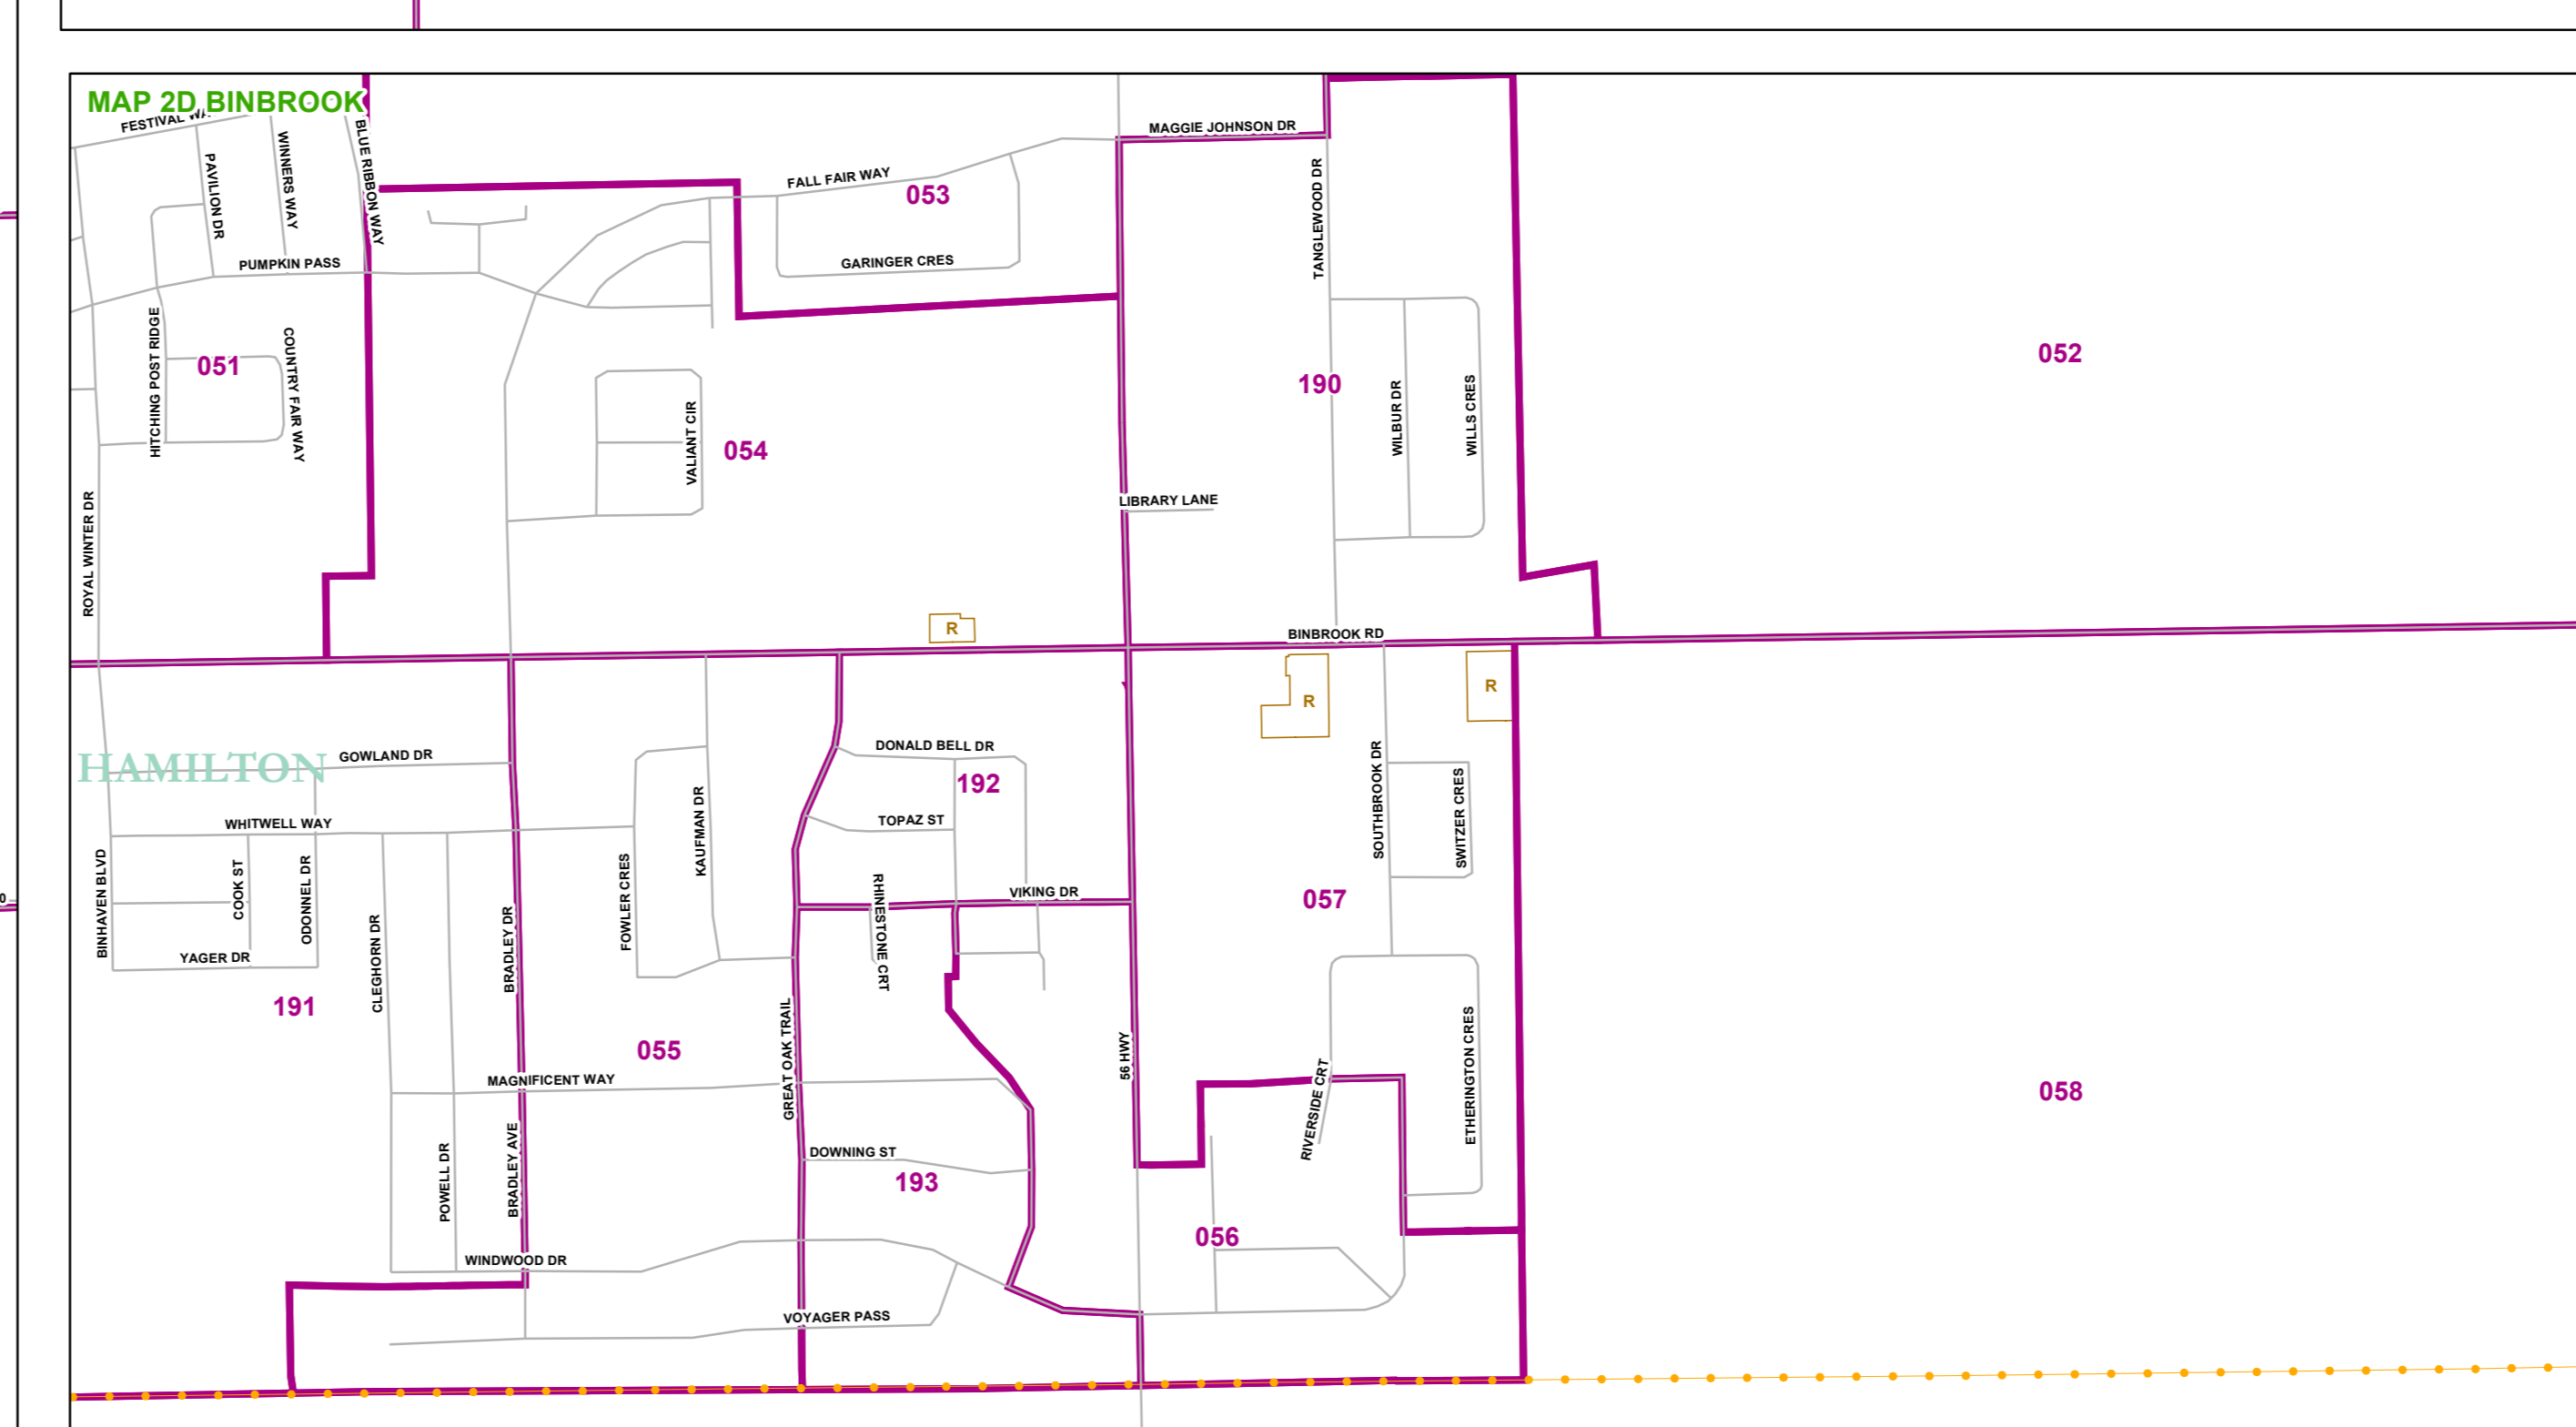 MAP 2D BINBROOK
FESTIVAL WA
PAVILION DR
WINNERS WAY
BLUE RIBBON WAY
MAGGIE JOHNSON DR
FALL FAIR WAY
053
TANGLEWOOD DR
GARINGER CRES
PUMPKIN PASS
HITCHING POST RIDGE
051
COUNTRY FAIR WAY
052
190
WILBUR DR
WILLS CRES
VALIANT CIR
054
LIBRARY LANE
ROYAL WINTER DR
R
BINBROOK RD
R
R
HAMILTON
GOWLAND DR
DONALD BELL DR
192
SOUTHBROOK DR
SWITZER CRES
KAUFMAN DR
WHITWELL WAY
TOPAZ ST
BINHAVEN BLVD
COOK ST
ODONNEL DR
FOWLER CRES
RHINESTONE CRT
VIKING DR
057
CLEGHORN DR
BRADLEY DR
YAGER DR
191
055
GREAT OAK TRAIL
56 HWY
RIVERSIDE CRT
ETHERINGTON CRES
058
MAGNIFICENT WAY
POWELL DR
BRADLEY AVE
DOWNING ST
193
056
WINDWOOD DR
VOYAGER PASS